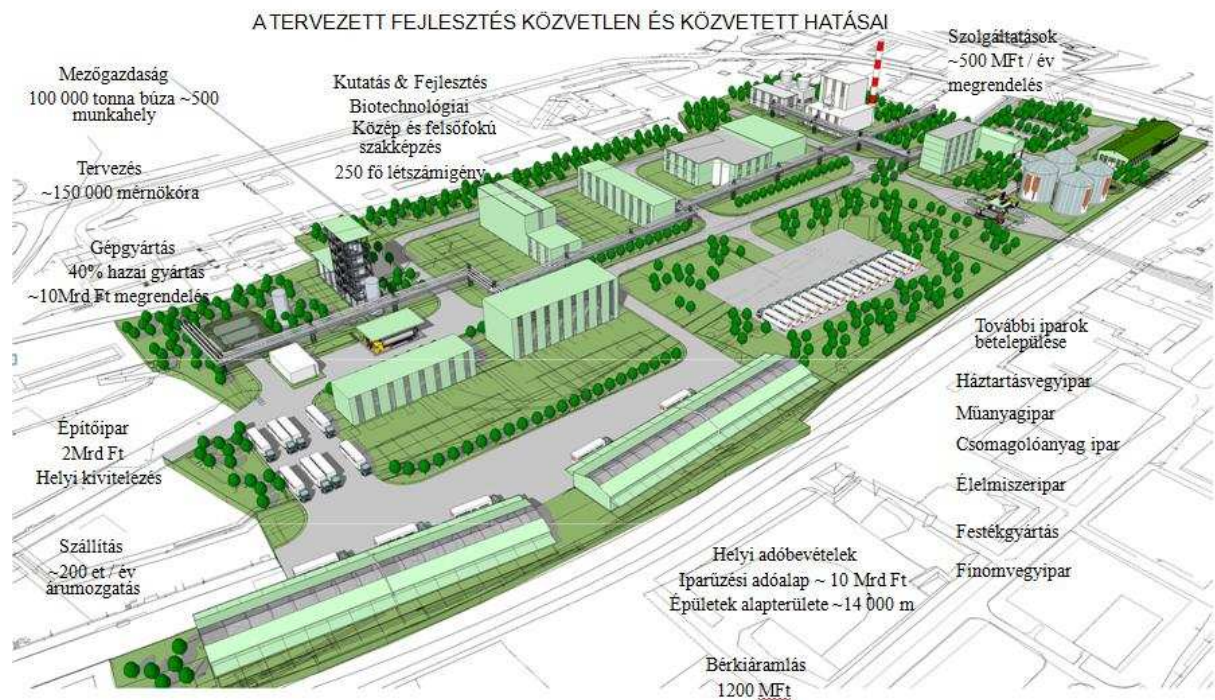 A TERVEZETT FEJLESZTÉS KÖZVETLEN ÉS KÖZVETETT HATÁSAI
Mezőgazdaság
100 000 tonna búza ~500
munkahely
Kutatás & Fejlesztés
Biotechnológiai
Közép és felsőfokú
szakképzés
250 fő létszámigény
Szolgáltatások
~500 MFt / év
megrendelés
Tervezés
~150 000 mérnökóra
Gépgyártás
40% hazai gyártás
~10Mrd Ft megrendelés
Építőipar
2Mrd Ft
Helyi kivitelezés
Szállítás
~200 et / év
árumozgatás
További iparok
bételepülése
Háztartásvegyipar
Műanyagipar
Csomagolóanyag ipar
Élelmiszeripar
Festékgyártás
Finomvegyipar
Helyi adóbevételek
Iparűzési adóalap ~ 10 Mrd Ft
Épületek alapterülete ~14 000 m
Bérkiáramlás
1200 MFt